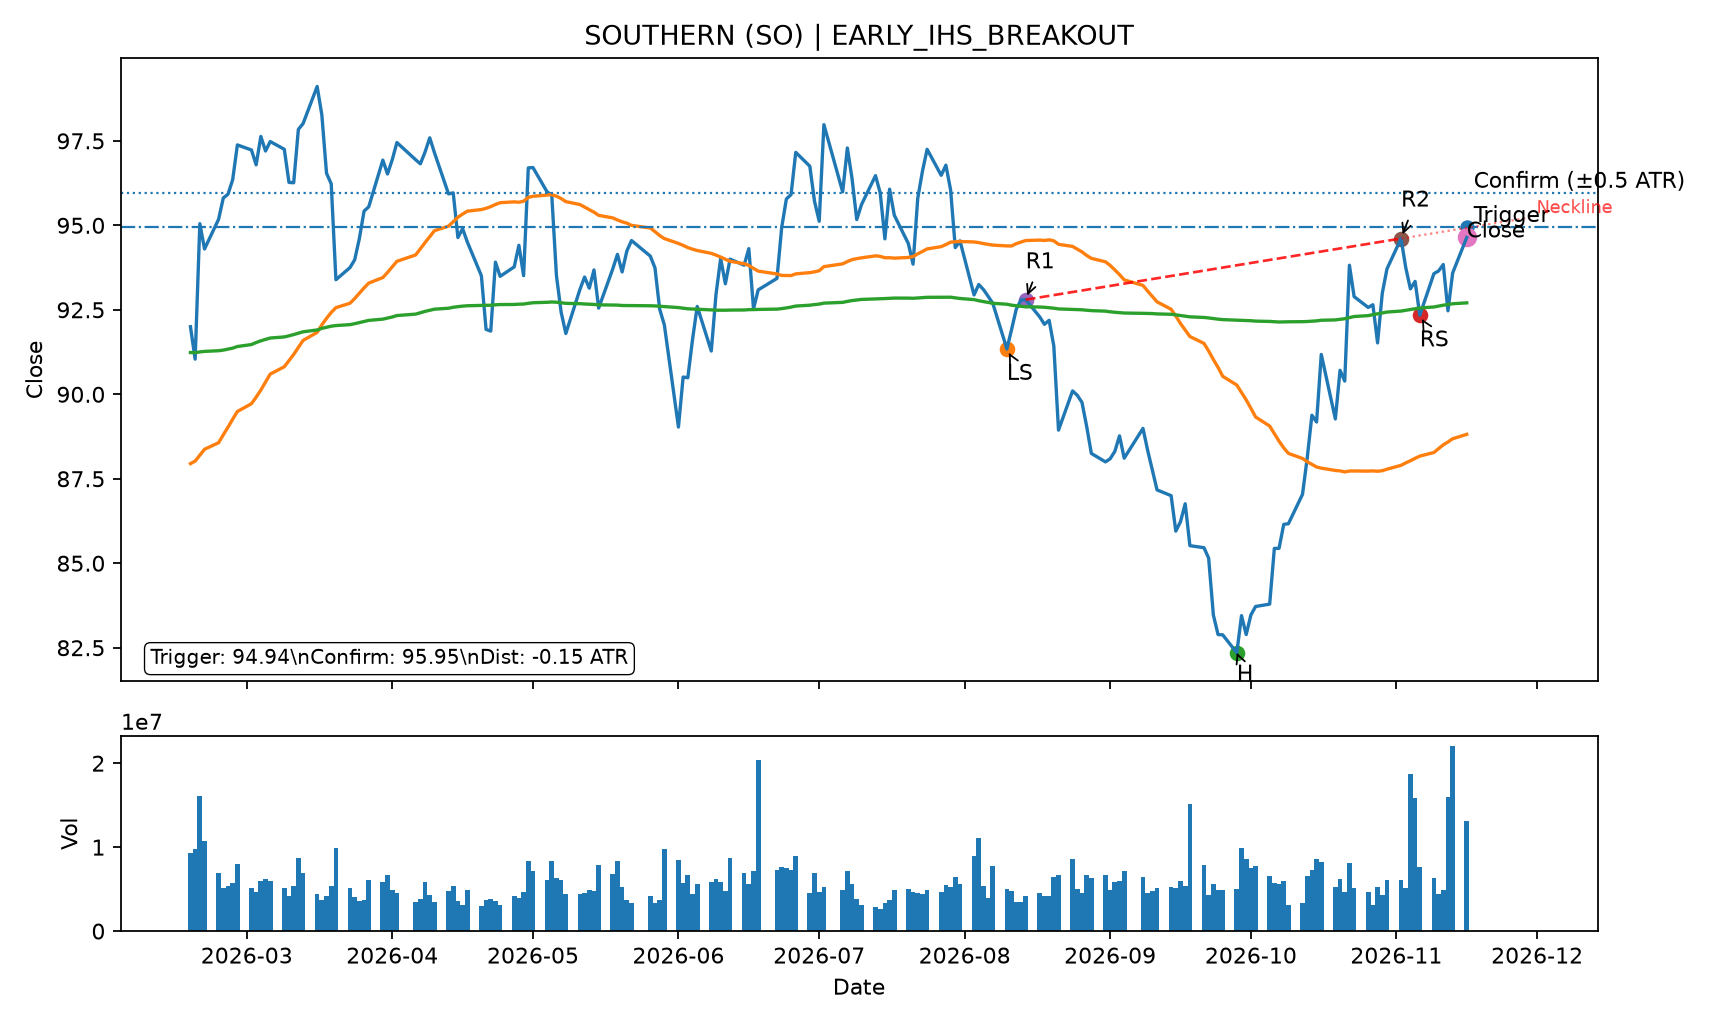 SOUTHERN (SO) | EARLY_IHS_BREAKOUT
Close
97.5
95.0
92.5
90.0
87.5
85.0
82.5
Confirm (±0.5 ATR)
Neckline
Trigger
Close
R2
R1
LS
RS
H
Trigger: 94.94\nConfirm: 95.95\nDist: -0.15 ATR
1e7
Vol
2
1
0
2026-03 2026-04 2026-05 2026-06 2026-07 2026-08 2026-09 2026-10 2026-11 2026-12
Date